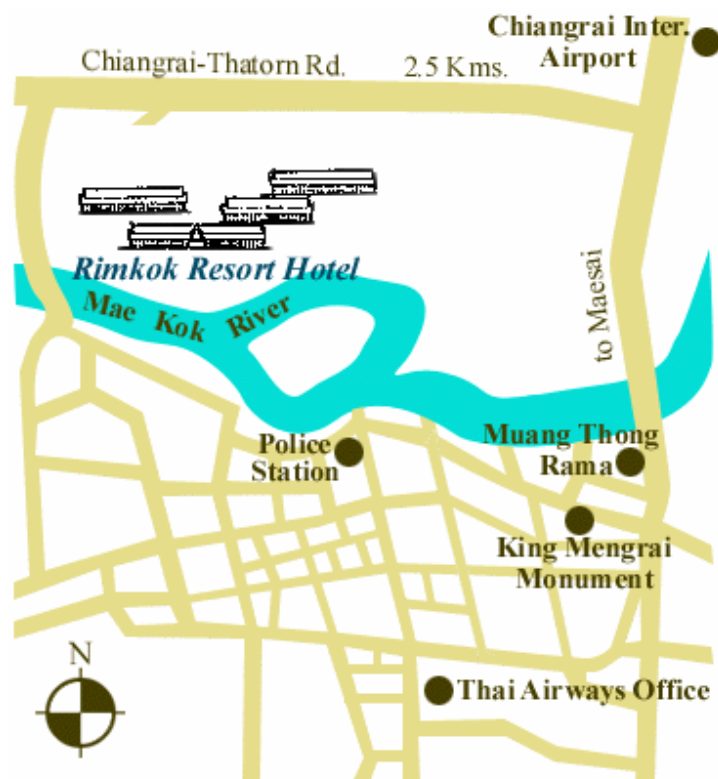 Chiangrai Inter.
Airport
Chiangrai-Thatorn Rd. 2.5 Kms.
Rimkok Resort Hotel
to Maesai
Mae Kok River
Police
Station
Muang Thong
Rama
King Mengrai
Monument
N
Thai Airways Office